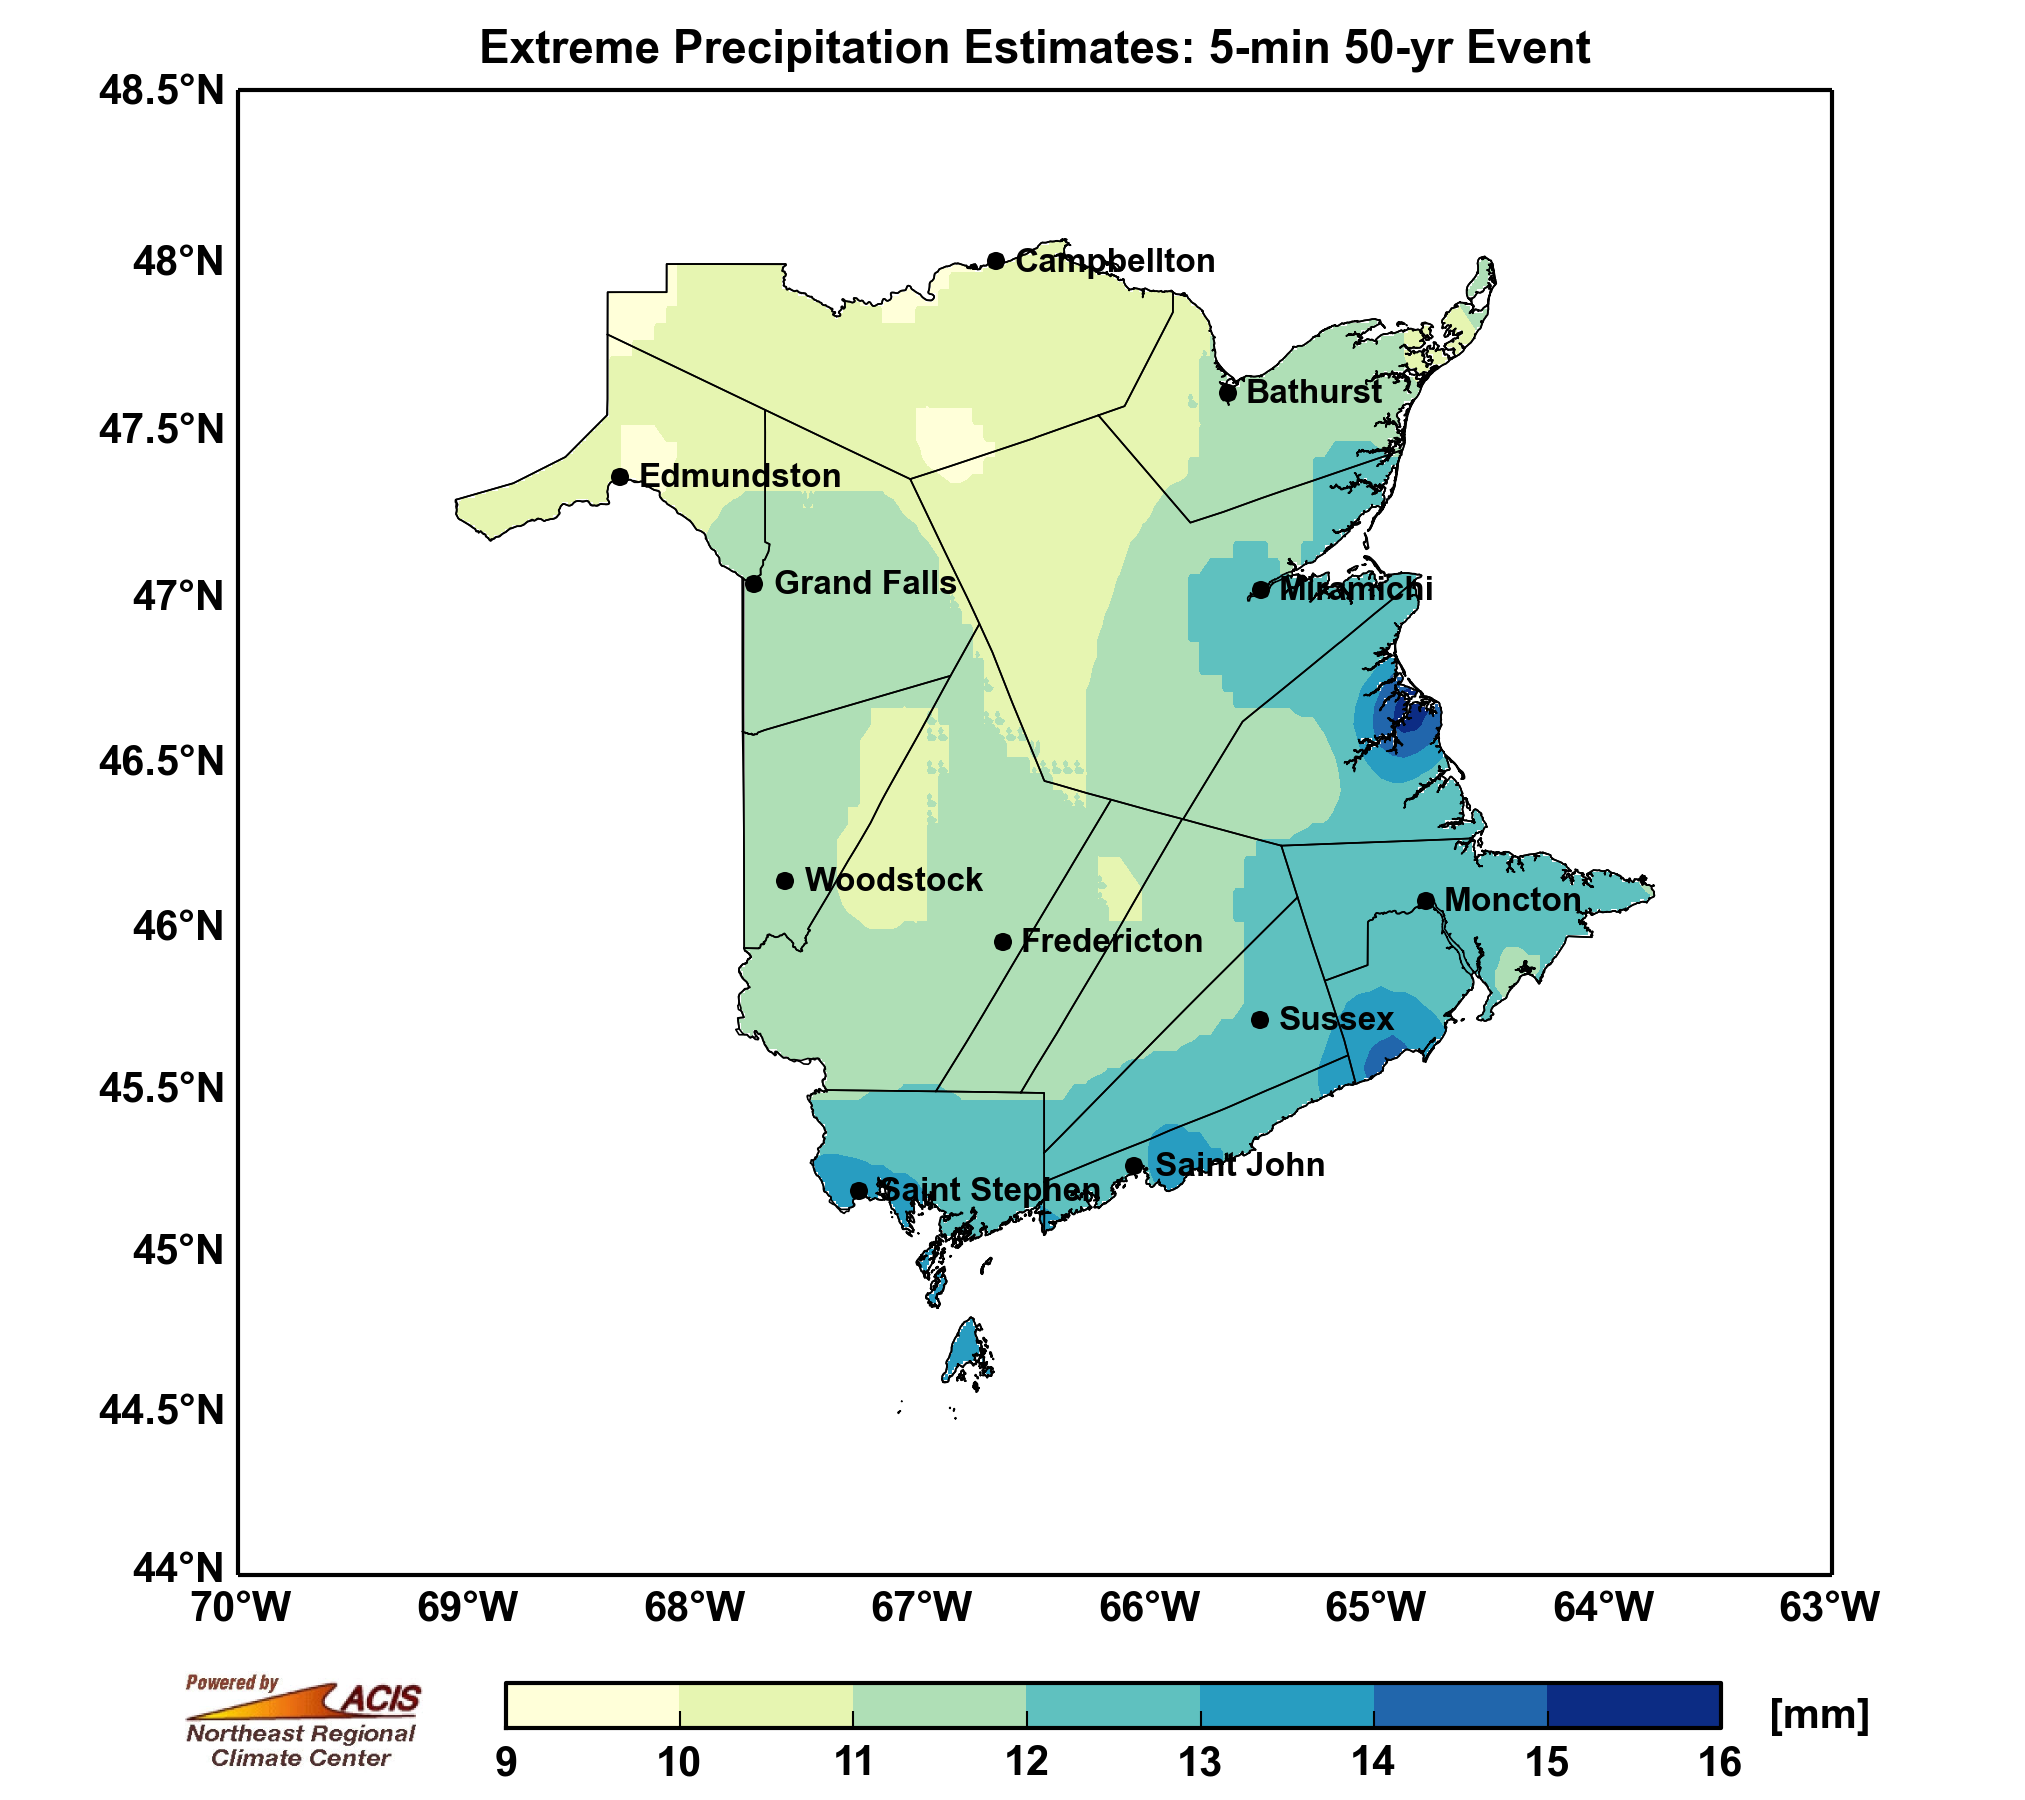 Extreme Precipitation Estimates: 5-min 50-yr Event
48.5°N
48°N
47.5°N
47°N
46.5°N
46°N
45.5°N
45°N
44.5°N
44°N
Campbellton
Bathurst
Edmundston
Grand Falls
Miramichi
Woodstock
Moncton
Fredericton
Sussex
Saint John
Saint Stephen
70°W 69°W 68°W 67°W 66°W 65°W 64°W 63°W
Powered by
ACIS
Northeast Regional
Climate Center
[mm]
9 10 11 12 13 14 15 16